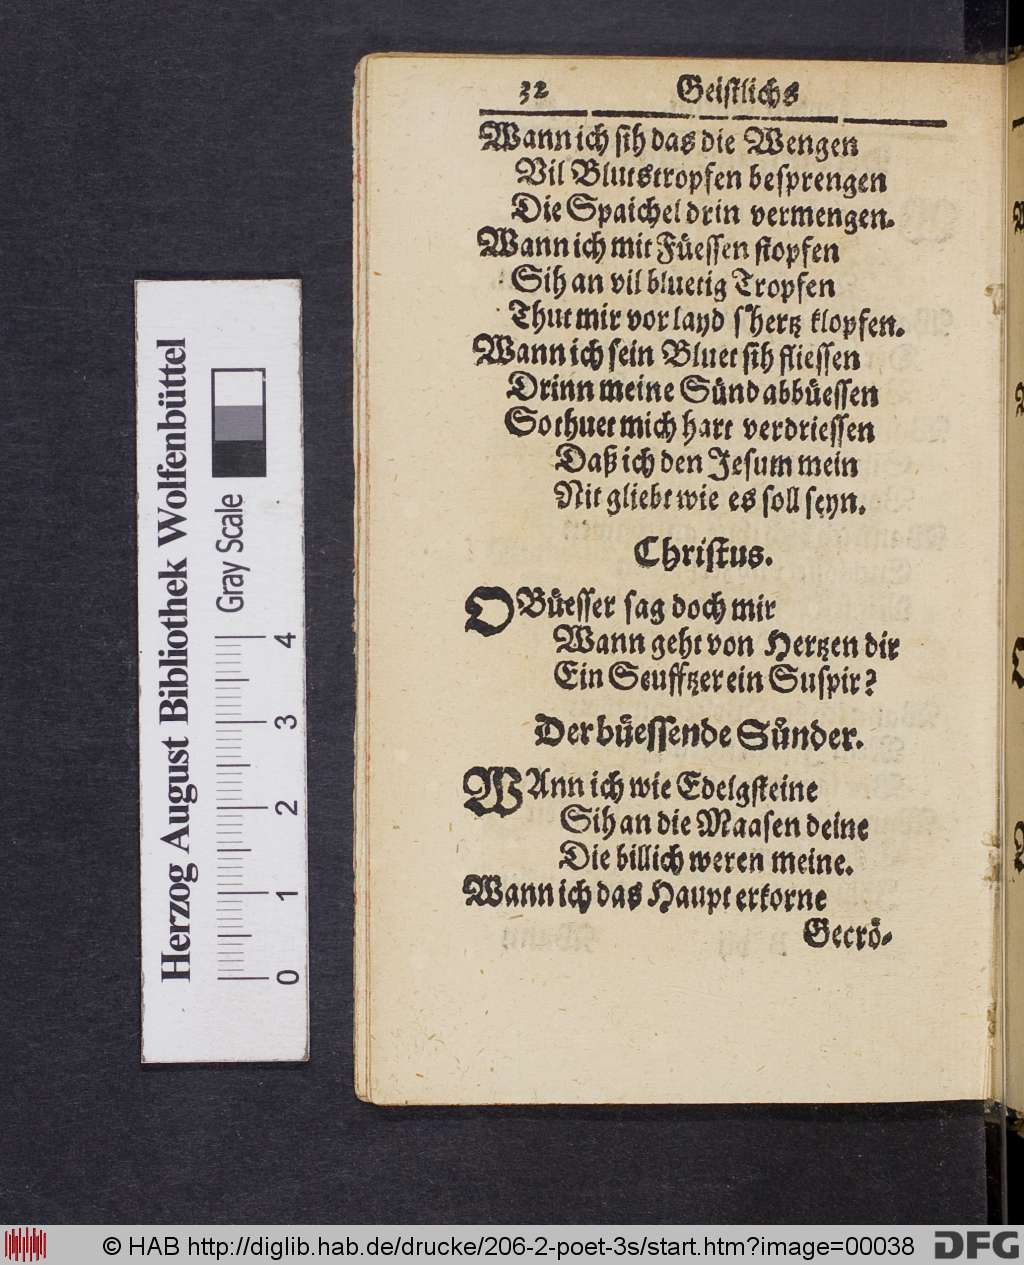 32 Geistlichs
Wann ich sih das die Wengen
Vil Blutstropfen besprengen
Die Spaichel drin vermengen.
Wann ich mit Füessen stopfen
Sih an vil bluetig Tropfen
Thut mir vor layd s'hertz klopfen.
Wann ich sein Bluet sih fliessen
Drinn meine Sünd abbüessen
So thuet mich hart verdriessen
Daß ich den Jesum mein
Nit gliebt wie es soll seyn.
Christus.
O Büesser sag doch mir
Wann geht von Hertzen dir
Ein Seufftzer ein Suspir?
Der büessende Sünder.
WAnn ich wie Edelgsteine
Sih an die Maasen deine
Die billich weren meine.
Wann ich das Haupt erkorne
Gecrö-
Herzog August Bibliothek Wolfenbüttel
Gray Scale
0 1 2 3 4
© HAB http://diglib.hab.de/drucke/206-2-poet-3s/start.htm?image=00038
DFG